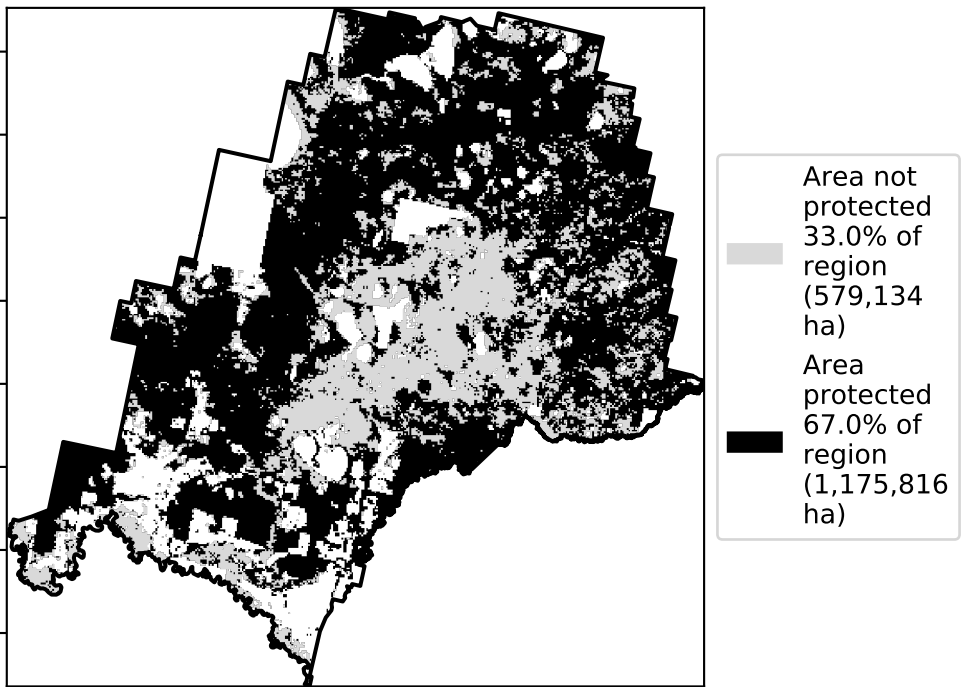 Area not
protected
33.0% of
region
(579,134
ha)
Area
protected
67.0% of
region
(1,175,816
ha)